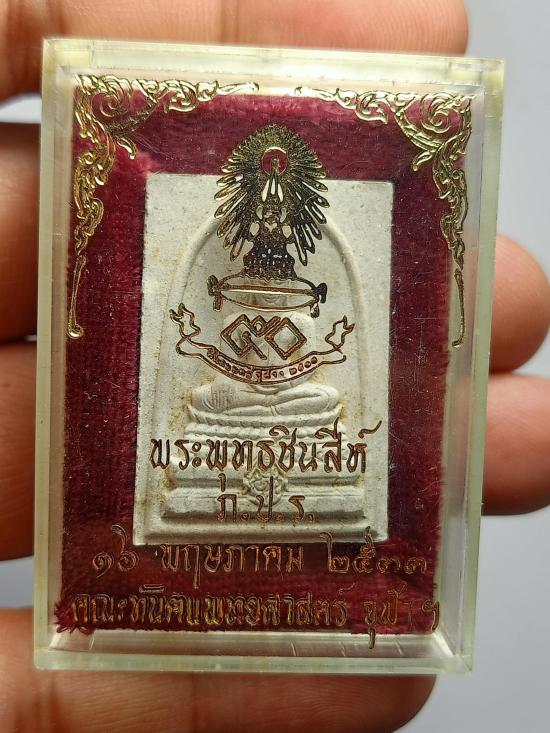 พระพุทธชินสีห์
ภ.ป.ร.
๑๖ พฤษภาคม ๒๕๓๓
คณะทันตแพทยศาสตร์ จุฬาฯ